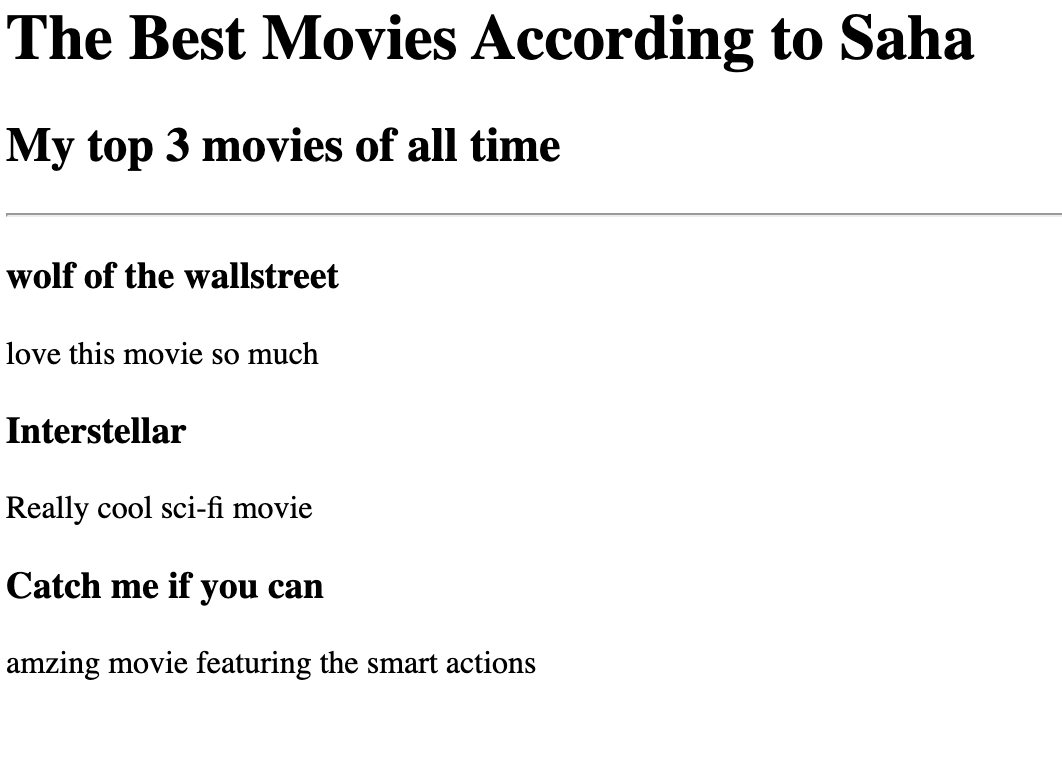 The Best Movies According to Saha
My top 3 movies of all time
wolf of the wallstreet
love this movie so much
Interstellar
Really cool sci-fi movie
Catch me if you can
amzing movie featuring the smart actions